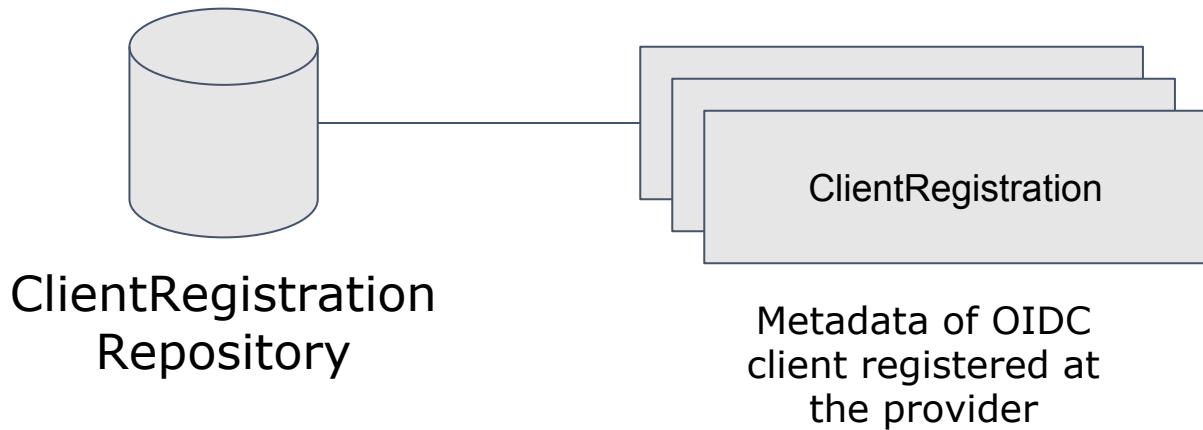 ClientRegistration
Repository
ClientRegistration
Metadata of OIDC
client registered at
the provider